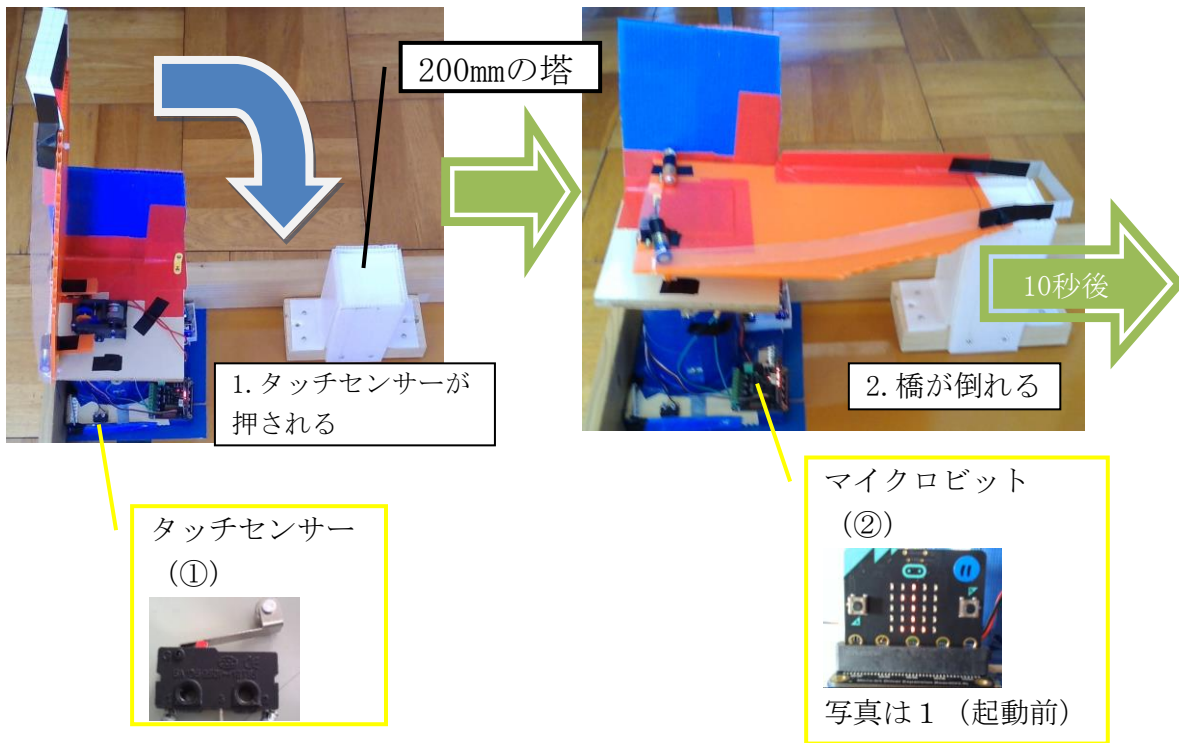 200mmの塔
1.タッチセンサーが
押される
10秒後
2.橋が倒れる
タッチセンサー
（①）
マイクロビット
（②）
写真は１（起動前）